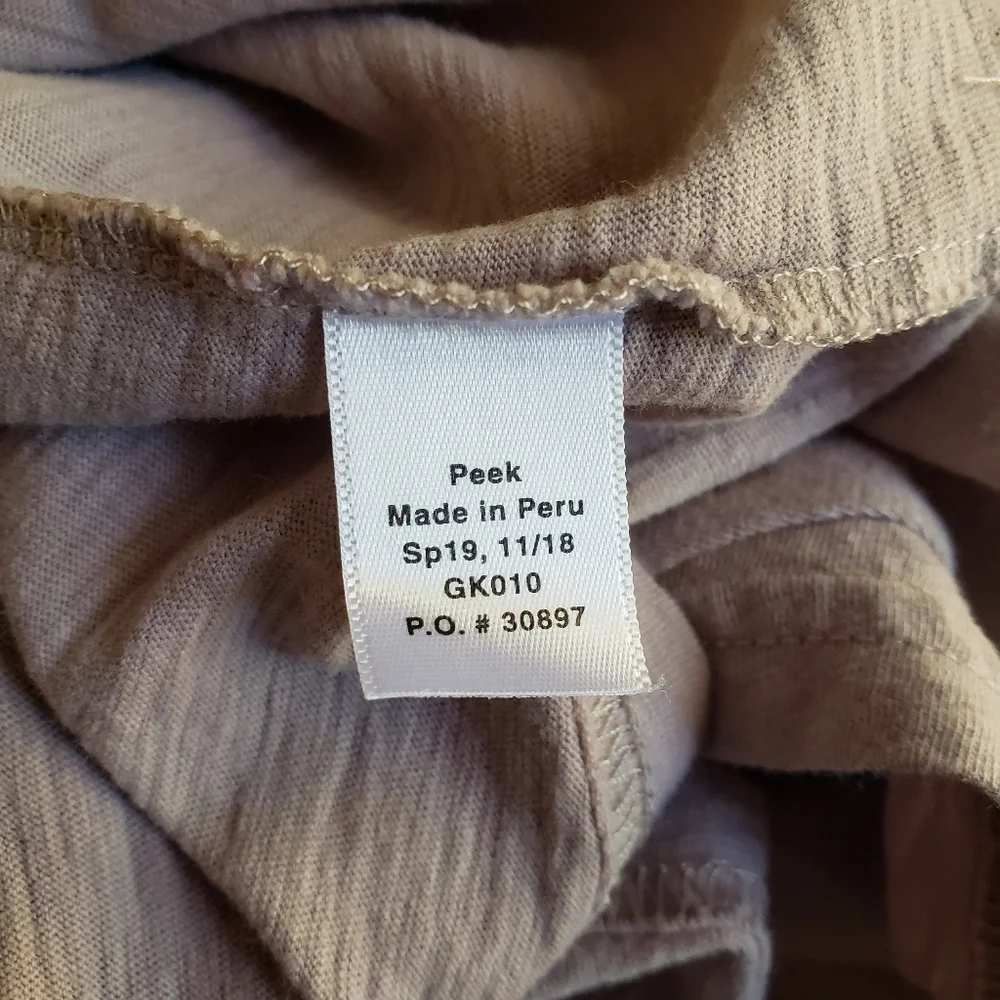 Peek
Made in Peru
Sp19, 11/18
GK010
P.O. # 30897